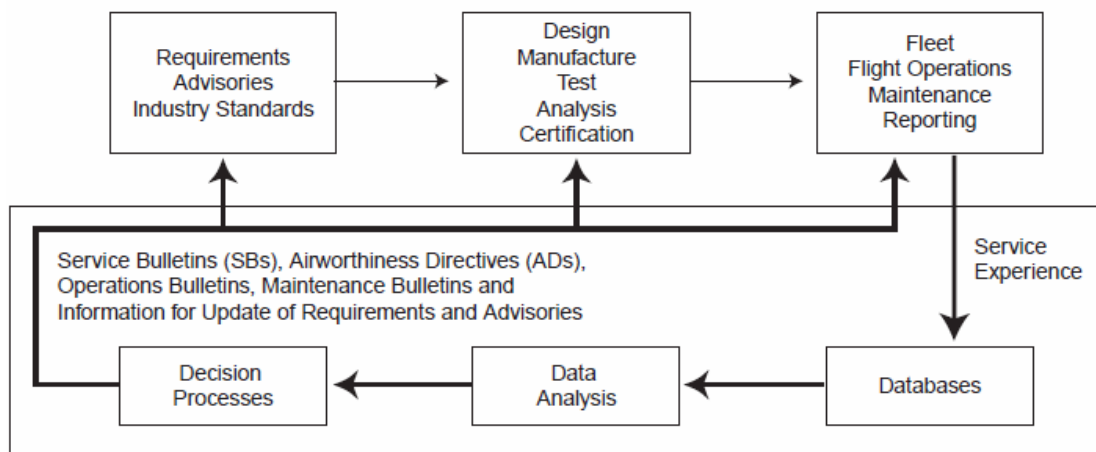 Requirements
Advisories
Industry Standards
Design
Manufacture
Test
Analysis
Certification
Fleet
Flight Operations
Maintenance
Reporting
Service Bulletins (SBs), Airworthiness Directives (ADs),
Operations Bulletins, Maintenance Bulletins and
Information for Update of Requirements and Advisories
Service
Experience
Decision
Processes
Data
Analysis
Databases